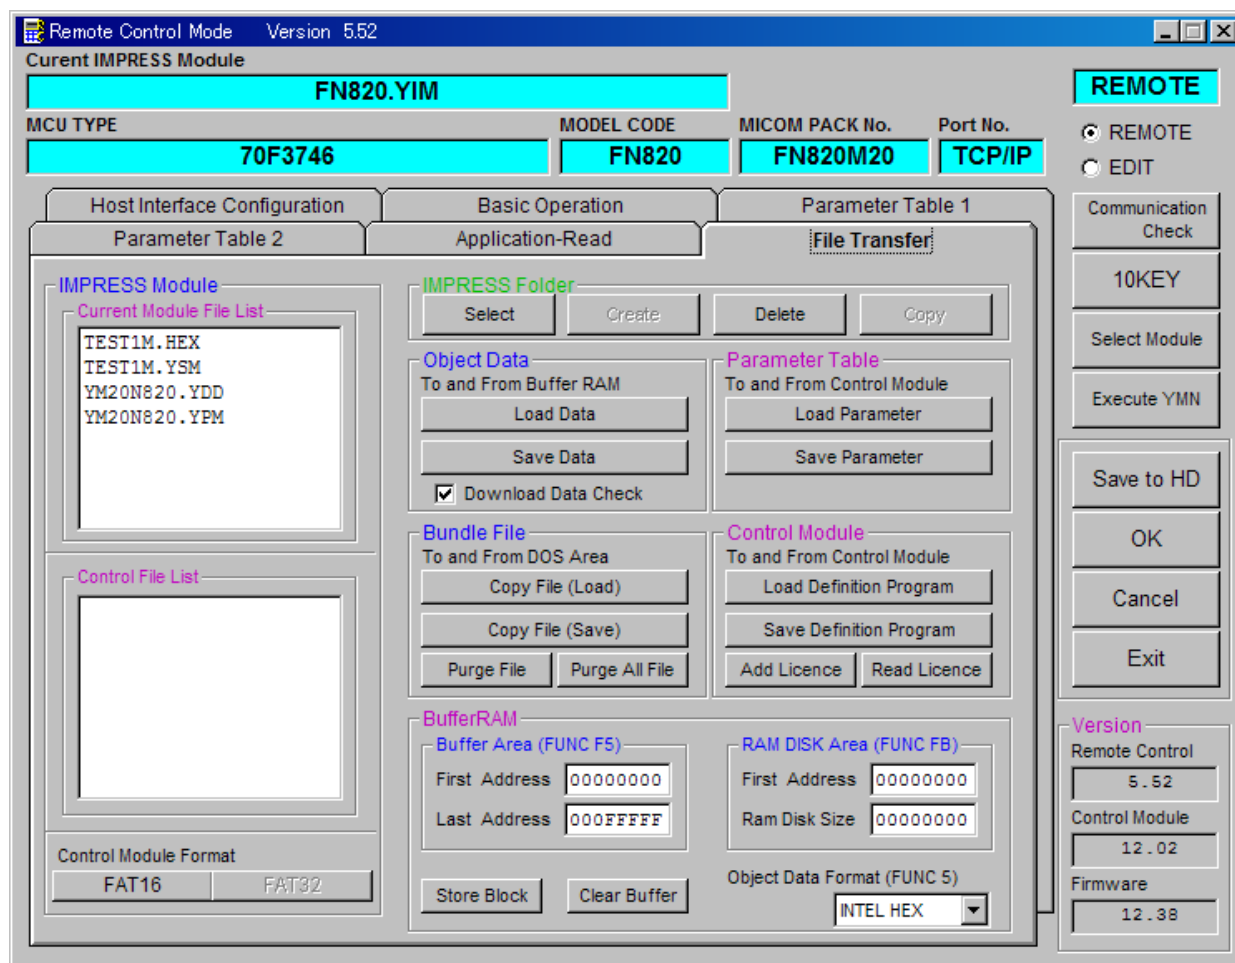 Remote Control Mode Version 5.52
Curent IMPRESS Module
FN820.YIM
REMOTE
MCU TYPE MODEL CODE MICOM PACK No. Port No.
70F3746 FN820 FN820M20 TCP/IP
REMOTE
EDIT
Host Interface Configuration Basic Operation Parameter Table 1
Parameter Table 2 Application-Read File Transfer
IMPRESS Module
Current Module File List
TEST1M.HEX
TEST1M.YSM
YM20N820.YDD
YM20N820.YPM
Control File List
Control Module Format
FAT16 FAT32
IMPRESS Folder
Select Create Delete Copy
Object Data
To and From Buffer RAM
Load Data
Save Data
Download Data Check
Parameter Table
To and From Control Module
Load Parameter
Save Parameter
Bundle File
To and From DOS Area
Copy File (Load)
Copy File (Save)
Purge File Purge All File
Control Module
To and From Control Module
Load Definition Program
Save Definition Program
Add Licence Read Licence
BufferRAM
Buffer Area (FUNC F5)
First Address 00000000
Last Address 000FFFFF
RAM DISK Area (FUNC FB)
First Address 00000000
Ram Disk Size 00000000
Store Block Clear Buffer
Object Data Format (FUNC 5)
INTEL HEX
Communication
Check
10KEY
Select Module
Execute YMN
Save to HD
OK
Cancel
Exit
Version
Remote Control
5.52
Control Module
12.02
Firmware
12.38